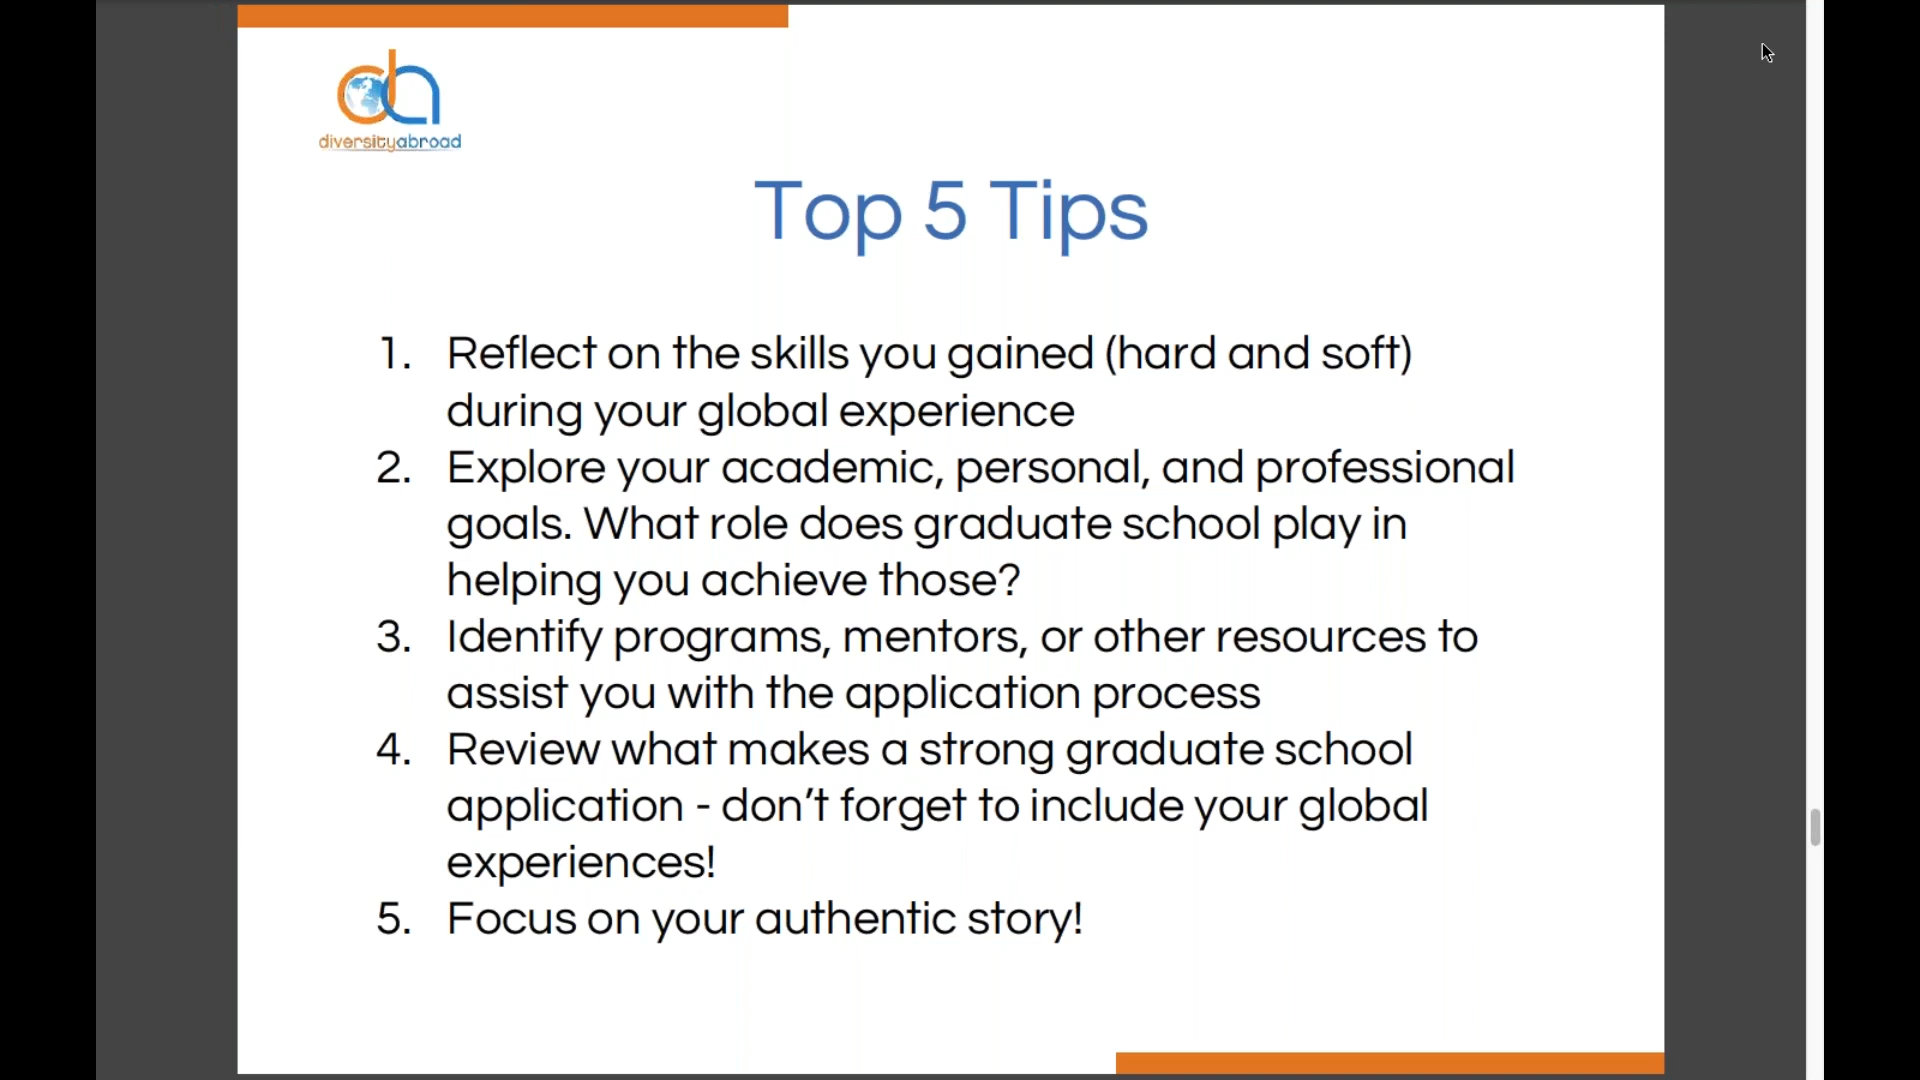 diversityabroad
Top 5 Tips
1. Reflect on the skills you gained (hard and soft)
during your global experience
2. Explore your academic, personal, and professional
goals. What role does graduate school play in
helping you achieve those?
3. Identify programs, mentors, or other resources to
assist you with the application process
4. Review what makes a strong graduate school
application - don’t forget to include your global
experiences!
5. Focus on your authentic story!